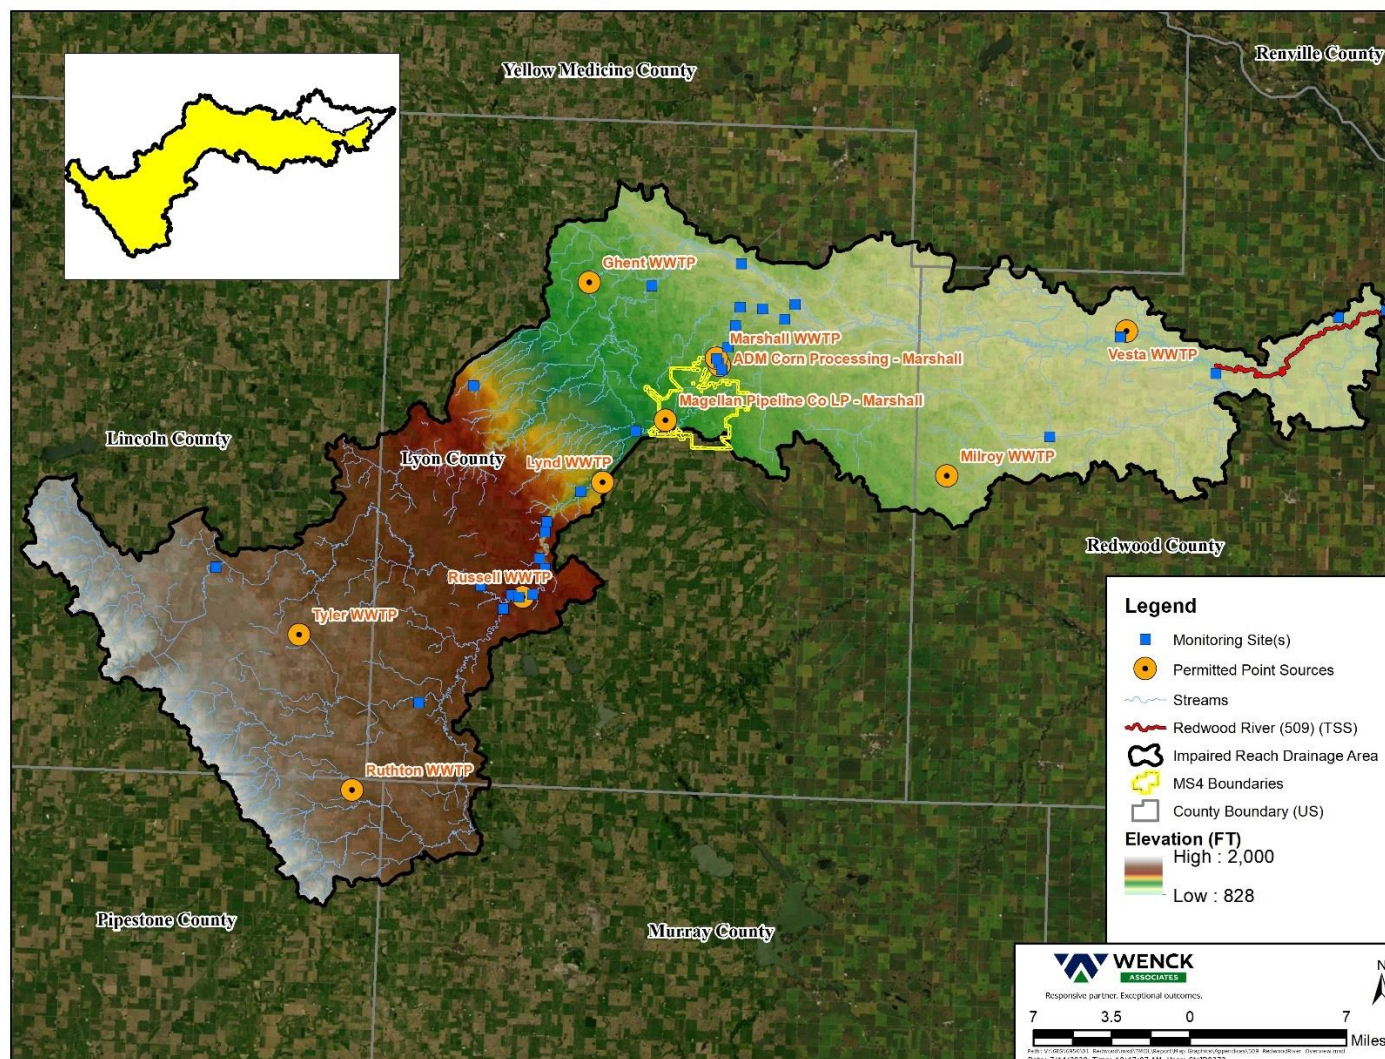 Renville County
Yellow Medicine County
Ghent WWTP
Marshall WWTP
ADM Corn Processing - Marshall
Vesta WWTP
Magellan Pipeline Co LP - Marshall
Lincoln County
Lyon County
Lynd WWTP
Milroy WWTP
Redwood County
Russell WWTP
Tyler WWTP
Ruthton WWTP
Pipestone County
Murray County
Legend
Monitoring Site(s)
Permitted Point Sources
Streams
Redwood River (509) (TSS)
Impaired Reach Drainage Area
MS4 Boundaries
County Boundary (US)
Elevation (FT)
High : 2,000
Low : 828
WENCK
ASSOCIATES
Responsive partner. Exceptional outcomes.
N
7 3.5 0 7
Miles